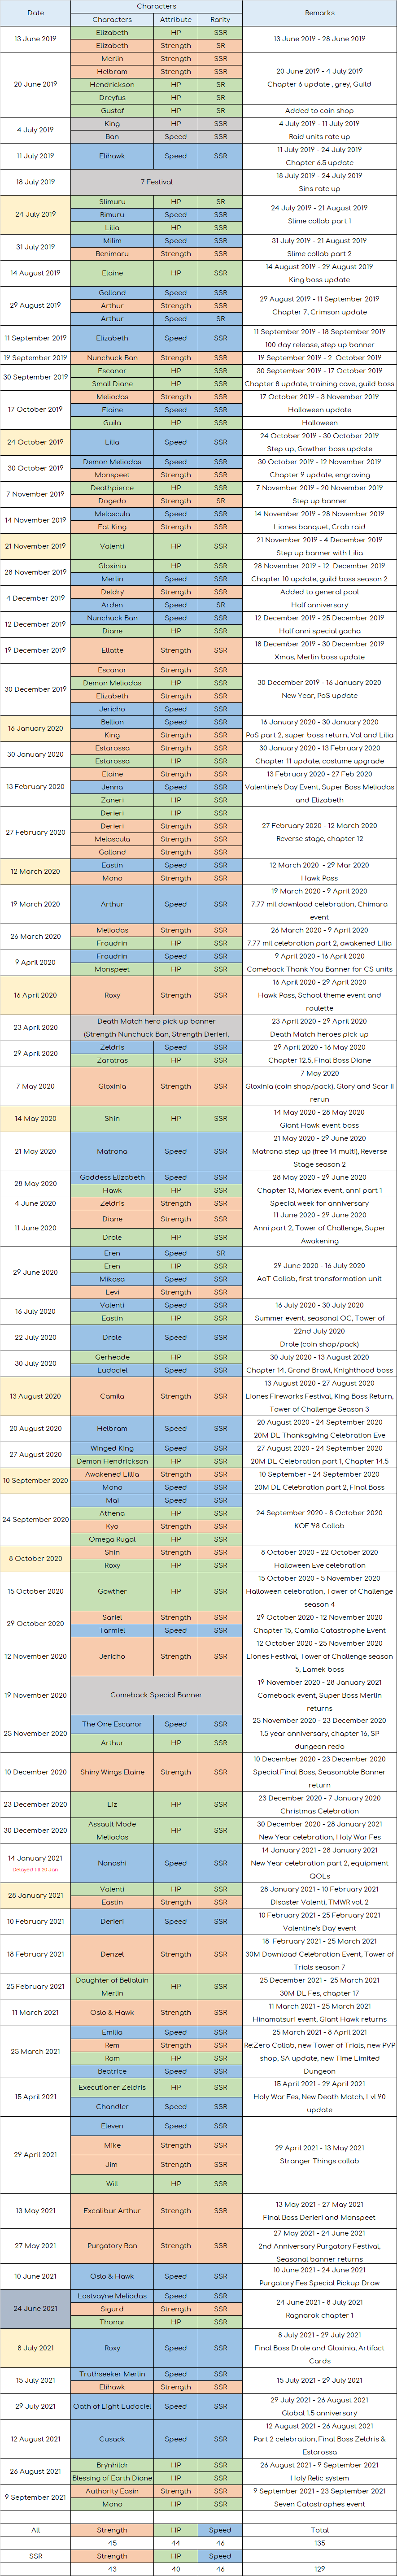 Date
Characters
Remarks
Characters Attribute Rarity
13 June 2019
Elizabeth HP SSR
Elizabeth Strength SR
13 June 2019 - 28 June 2019
20 June 2019
Merlin Strength SSR
Helbram Strength SSR
Hendrickson HP SR
Dreyfus HP SR
20 June 2019 - 4 July 2019
Chapter 6 update , grey, Guild
Gustaf HP SR
Added to coin shop
4 July 2019
King HP SSR
Ban Speed SSR
4 July 2019 - 11 July 2019
Raid units rate up
11 July 2019
Elihawk Speed SSR
11 July 2019 - 24 July 2019
Chapter 6.5 update
18 July 2019
7 Festival
18 July 2019 - 24 July 2019
Sins rate up
24 July 2019
Slimuru HP SR
Rimuru Speed SSR
Lilia HP SSR
24 July 2019 - 21 August 2019
Slime collab part 1
31 July 2019
Milim Speed SSR
Benimaru Strength SSR
31 July 2019 - 21 August 2019
Slime collab part 2
14 August 2019
Elaine HP SSR
14 August 2019 - 29 August 2019
King boss update
29 August 2019
Galland Speed SSR
Arthur Strength SSR
Arthur Speed SR
29 August 2019 - 11 September 2019
Chapter 7, Crimson update
11 September 2019
Elizabeth Speed SSR
11 September 2019 - 18 September 2019
100 day release, step up banner
19 September 2019
Nunchuck Ban Strength SSR
19 September 2019 - 2 October 2019
30 September 2019
Escanor HP SSR
Small Diane HP SSR
30 September 2019 - 17 October 2019
Chapter 8 update, training cave, guild boss
17 October 2019
Meliodas Strength SSR
Elaine Speed SSR
Guila HP SSR
17 October 2019 - 3 November 2019
Halloween update
Halloween
24 October 2019
Lilia Speed SSR
24 October 2019 - 30 October 2019
Step up, Gowther boss update
30 October 2019
Demon Meliodas Speed SSR
Monspeet Strength SSR
30 October 2019 - 12 November 2019
Chapter 9 update, engraving
7 November 2019
Deathpierce HP SSR
Dogedo Strength SR
7 November 2019 - 20 November 2019
Step up banner
14 November 2019
Melascula Speed SSR
Fat King Strength SSR
14 November 2019 - 28 November 2019
Liones banquet, Crab raid
21 November 2019
Valenti HP SSR
21 November 2019 - 4 December 2019
Step up banner with Lilia
28 November 2019
Gloxinia HP SSR
Merlin Speed SSR
28 November 2019 - 12 December 2019
Chapter 10 update, guild boss season 2
4 December 2019
Deldry Strength SSR
Arden Speed SR
Added to general pool
Half anniversary
12 December 2019
Nunchuck Ban Speed SSR
Diane HP SSR
12 December 2019 - 25 December 2019
Half anni special gacha
19 December 2019
Ellatte Strength SSR
18 December 2019 - 30 December 2019
Xmas, Merlin boss update
30 December 2019
Escanor Strength SSR
Demon Meliodas HP SSR
Elizabeth Strength SSR
Jericho Speed SSR
30 December 2019 - 16 January 2020
New Year, PoS update
16 January 2020
Bellion Speed SSR
King Strength SSR
16 January 2020 - 30 January 2020
PoS part 2, super boss return, Val and Lilia
30 January 2020
Estarossa Strength SSR
Estarossa HP SSR
30 January 2020 - 13 February 2020
Chapter 11 update, costume upgrade
13 February 2020
Elaine Strength SSR
Jenna Speed SSR
Zaneri HP SSR
13 February 2020 - 27 Feb 2020
Valentine's Day Event, Super Boss Meliodas
and Elizabeth
27 February 2020
Derieri HP SSR
Derieri Strength SSR
Melascula Strength SSR
Galland Strength SSR
27 February 2020 - 12 March 2020
Reverse stage, chapter 12
12 March 2020
Eastin Speed SSR
Mono Strength SSR
12 March 2020 - 29 Mar 2020
Hawk Pass
19 March 2020
Arthur Speed SSR
19 March 2020 - 9 April 2020
7.77 mil download celebration, Chimara
event
26 March 2020
Meliodas Strength SSR
Fraudrin HP SSR
26 March 2020 - 9 April 2020
7.77 mil celebration part 2, awakened Lilia
9 April 2020
Fraudrin Speed SSR
Monspeet HP SSR
9 April 2020 - 16 April 2020
Comeback Thank You Banner for CS units
16 April 2020
Roxy Strength SSR
16 April 2020 - 29 April 2020
Hawk Pass, School theme event and
roulette
23 April 2020
Death Match hero pick up banner
(Strength Nunchuck Ban, Strength Derieri,
23 April 2020 - 29 April 2020
Death Match heroes pick up
29 April 2020
Zeldris Speed SSR
Zaratras HP SSR
29 April 2020 - 16 May 2020
Chapter 12.5, Final Boss Diane
7 May 2020
Gloxinia Strength SSR
7 May 2020
Gloxinia (coin shop/pack), Glory and Scar II
rerun
14 May 2020
Shin HP SSR
14 May 2020 - 28 May 2020
Giant Hawk event boss
21 May 2020
Matrona Speed SSR
21 May 2020 - 29 June 2020
Matrona step up (free 14 multi), Reverse
Stage season 2
28 May 2020
Goddess Elizabeth Speed SSR
Hawk HP SSR
28 May 2020 - 29 June 2020
Chapter 13, Marlex event, anni part 1
4 June 2020
Zeldris Strength SSR
Special week for anniversary
11 June 2020
Diane Strength SSR
Drole HP SSR
11 June 2020 - 29 June 2020
Anni part 2, Tower of Challenge, Super
Awakening
29 June 2020
Eren Speed SR
Eren HP SSR
Mikasa Speed SSR
Levi Strength SSR
29 June 2020 - 16 July 2020
AoT Collab, first transformation unit
16 July 2020
Valenti Speed SSR
Eastin HP SSR
16 July 2020 - 30 July 2020
Summer event, seasonal OC, Tower of
22 July 2020
Drole Speed SSR
22nd July 2020
Drole (coin shop/pack)
30 July 2020
Gerheade HP SSR
Ludociel Speed SSR
30 July 2020 - 13 August 2020
Chapter 14, Grand Brawl, Knighthood boss
13 August 2020
Camila Strength SSR
13 August 2020 - 27 August 2020
Liones Fireworks Festival, King Boss Return,
Tower of Challenge Season 3
20 August 2020
Helbram Speed SSR
20 August 2020 - 24 September 2020
20M DL Thanksgiving Celebration Eve
27 August 2020
Winged King Speed SSR
Demon Hendrickson HP SSR
27 August 2020 - 24 September 2020
20M DL Celebration part 1, Chapter 14.5
10 September 2020
Awakened Lillia Strength SSR
Mono Speed SSR
10 September - 24 September 2020
20M DL Celebration part 2, Final Boss
24 September 2020
Mai Speed SSR
Athena HP SSR
Kyo Strength SSR
Omega Rugal HP SSR
24 September 2020 - 8 October 2020
KOF 98 Collab
8 October 2020
Shin Strength SSR
Roxy HP SSR
8 October 2020 - 22 October 2020
Halloween Eve celebration
15 October 2020
Gowther HP SSR
15 October 2020 - 5 November 2020
Halloween celebration, Tower of Challenge
season 4
29 October 2020
Sariel Strength SSR
Tarmiel Speed SSR
29 October 2020 - 12 November 2020
Chapter 15, Camila Catastrophe Event
12 November 2020
Jericho Strength SSR
12 October 2020 - 25 November 2020
Liones Festival, Tower of Challenge season
5, Lamek boss
19 November 2020
Comeback Special Banner
19 November 2020 - 28 January 2021
Comeback event, Super Boss Merlin
returns
25 November 2020
The One Escanor Speed SSR
Arthur HP SSR
25 November 2020 - 23 December 2020
1.5 year anniversary, chapter 16, SP
dungeon redo
10 December 2020
Shiny Wings Elaine Strength SSR
10 December 2020 - 23 December 2020
Special Final Boss, Seasonable Banner
return
23 December 2020
Liz HP SSR
23 December 2020 - 7 January 2020
Christmas Celebration
30 December 2020
Assault Mode
Meliodas HP SSR
30 December 2020 - 28 January 2021
New Year celebration, Holy War Fes
14 January 2021
Delayed till 20 Jan
Nanashi Speed SSR
14 January 2021 - 28 January 2021
New Year celebration part 2, equipment
QOLs
28 January 2021
Valenti HP SSR
Eastin Strength SSR
28 January 2021 - 10 February 2021
Disaster Valenti, TMWR vol. 2
10 February 2021
Derieri Speed SSR
10 February 2021 - 25 February 2021
Valentine's Day event
18 February 2021
Denzel Strength SSR
18 February 2021 - 25 March 2021
30M Download Celebration Event, Tower of
Trials season 7
25 February 2021
Daughter of Belialuin
Merlin HP SSR
25 December 2021 - 25 March 2021
30M DL Fes, chapter 17
11 March 2021
Oslo & Hawk Strength SSR
11 March 2021 - 25 March 2021
Hinamatsuri event, Giant Hawk returns
25 March 2021
Emilia Speed SSR
Rem Strength SSR
Ram HP SSR
Beatrice Speed SSR
25 March 2021 - 8 April 2021
Re:Zero Collab, new Tower of Trials, new PVP
shop, SA update, new Time Limited
Dungeon
15 April 2021
Executioner Zeldris HP SSR
Chandler Speed SSR
15 April 2021 - 29 April 2021
Holy War Fes, New Death Match, Lvl 90
update
29 April 2021
Eleven Speed SSR
Mike Strength SSR
Jim Strength SSR
Will HP SSR
29 April 2021 - 13 May 2021
Stranger Things collab
13 May 2021
Excalibur Arthur Strength SSR
13 May 2021 - 27 May 2021
Final Boss Derieri and Monspeet
27 May 2021
Purgatory Ban Strength SSR
27 May 2021 - 24 June 2021
2nd Anniversary Purgatory Festival,
Seasonal banner returns
10 June 2021
Oslo & Hawk Speed SSR
10 June 2021 - 24 June 2021
Purgatory Fes Special Pickup Draw
24 June 2021
Lostvayne Meliodas Speed SSR
Sigurd Strength SSR
Thonar HP SSR
24 June 2021 - 8 July 2021
Ragnarok chapter 1
8 July 2021
Roxy Speed SSR
8 July 2021 - 29 July 2021
Final Boss Drole and Gloxinia, Artifact
Cards
15 July 2021
Truthseeker Merlin Speed SSR
Elihawk Strength SSR
15 July 2021 - 29 July 2021
29 July 2021
Oath of Light Ludociel Speed SSR
29 July 2021 - 26 August 2021
Global 1.5 anniversary
12 August 2021
Cusack Speed SSR
12 August 2021 - 26 August 2021
Part 2 celebration, Final Boss Zeldris &
Estarossa
26 August 2021
Brynhildr HP SSR
Blessing of Earth Diane HP SSR
26 August 2021 - 9 September 2021
Holy Relic system
9 September 2021
Authority Easin Strength SSR
Mono HP SSR
9 September 2021 - 23 September 2021
Seven Catastrophes event
All Strength HP Speed Total
45 44 46 135
SSR Strength HP Speed
43 40 46 129